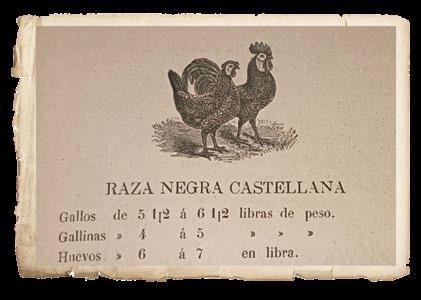 RAZA NEGRA CASTELLANA
Gallos de 5 1|2 á 6 1|2 libras de peso.
Gallinas » 4 á 5 » » »
Huevos » 6 á 7 en libra.